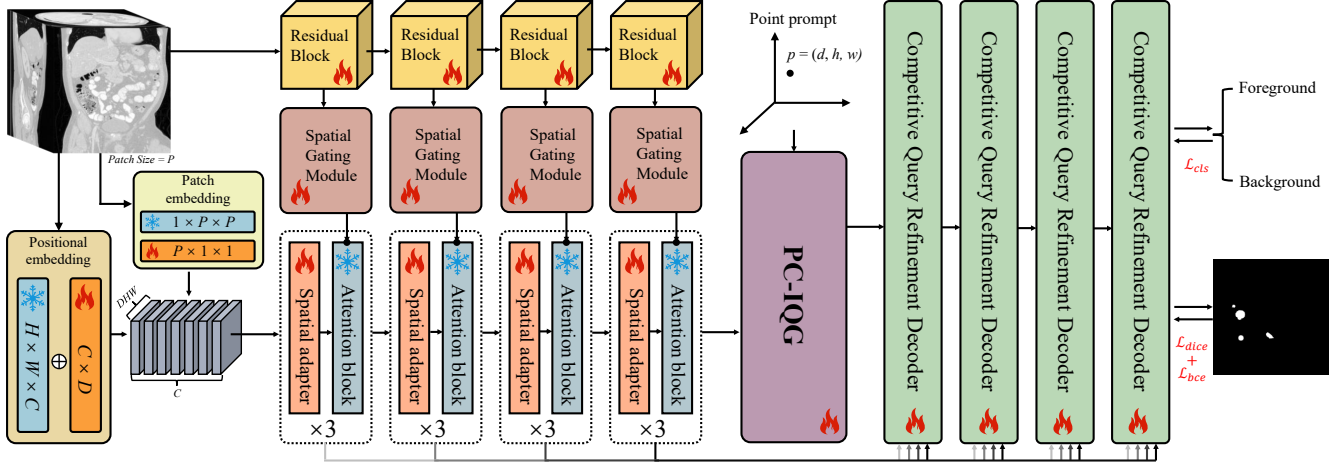 Residual
Block
Residual
Block
Residual
Block
Residual
Block
Point prompt
p = (d, h, w)
Spatial
Gating
Module
Spatial
Gating
Module
Spatial
Gating
Module
Spatial
Gating
Module
Patch Size = P
Patch
embedding
1 × P × P
P × 1 × 1
Positional
embedding
H × W × C
⊕
C × D
DHW
C
Spatial adapter
Attention block
×3
Spatial adapter
Attention block
×3
Spatial adapter
Attention block
×3
Spatial adapter
Attention block
×3
PC-IQG
Competitive Query Refinement Decoder
Competitive Query Refinement Decoder
Competitive Query Refinement Decoder
Competitive Query Refinement Decoder
Foreground
ℒcls
Background
ℒdice
+
ℒbce